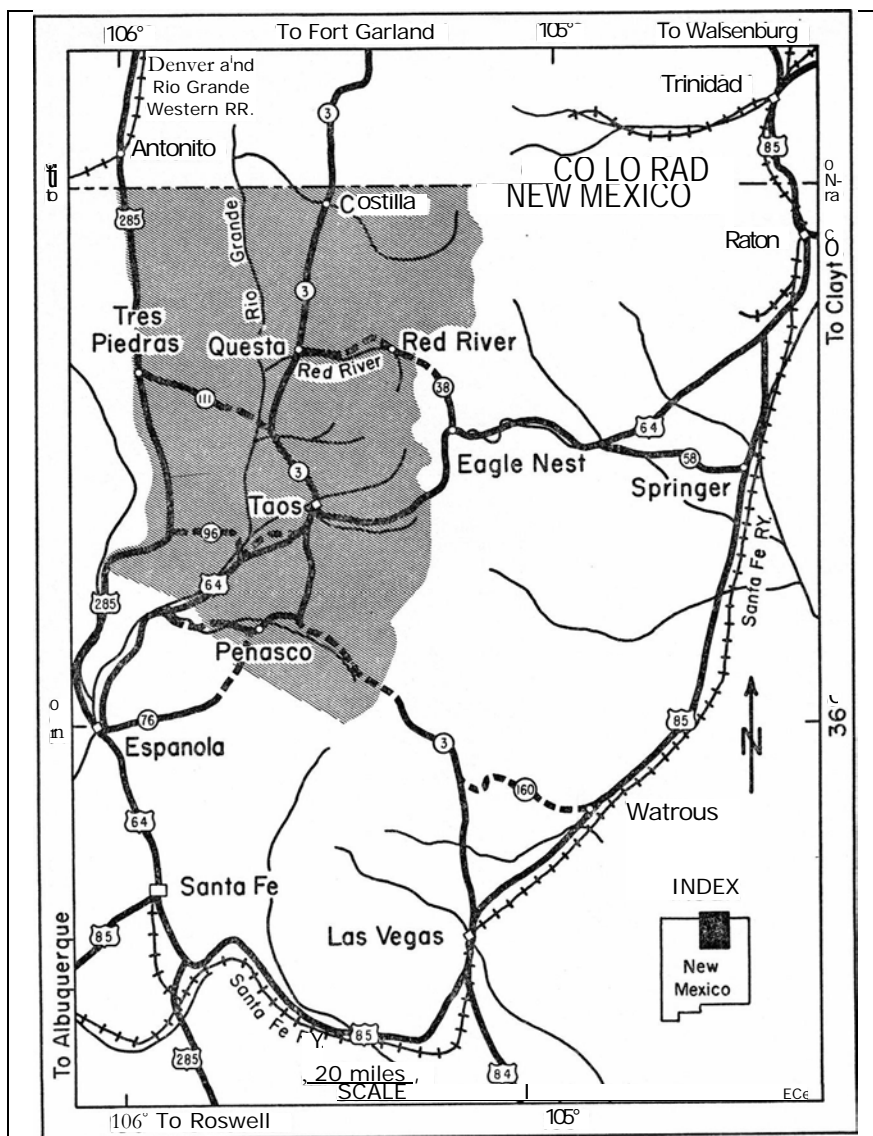 106° To Fort Garland 105° To Walsenburg
Denver and
Rio Grande
Western RR.
Trinidad
3
85
Antonito
CO LO RAD
NEW MEXICO
285
Costilla
Raton
To Clayt
Rio Grande
3
Tres
Piedras
Questa
Red River
Red River
38
111
64
Eagle Nest
58
Springer
3
Taos
96
64
285
Santa Fe RY.
Penasco
76
Espanola
85
N
36
3
160
Watrous
64
Santa Fe
INDEX
85
Las Vegas
New
Mexico
To Albuquerque
Santa Fe
Y.
85
285
84
20 miles
SCALE
106° To Roswell 105°